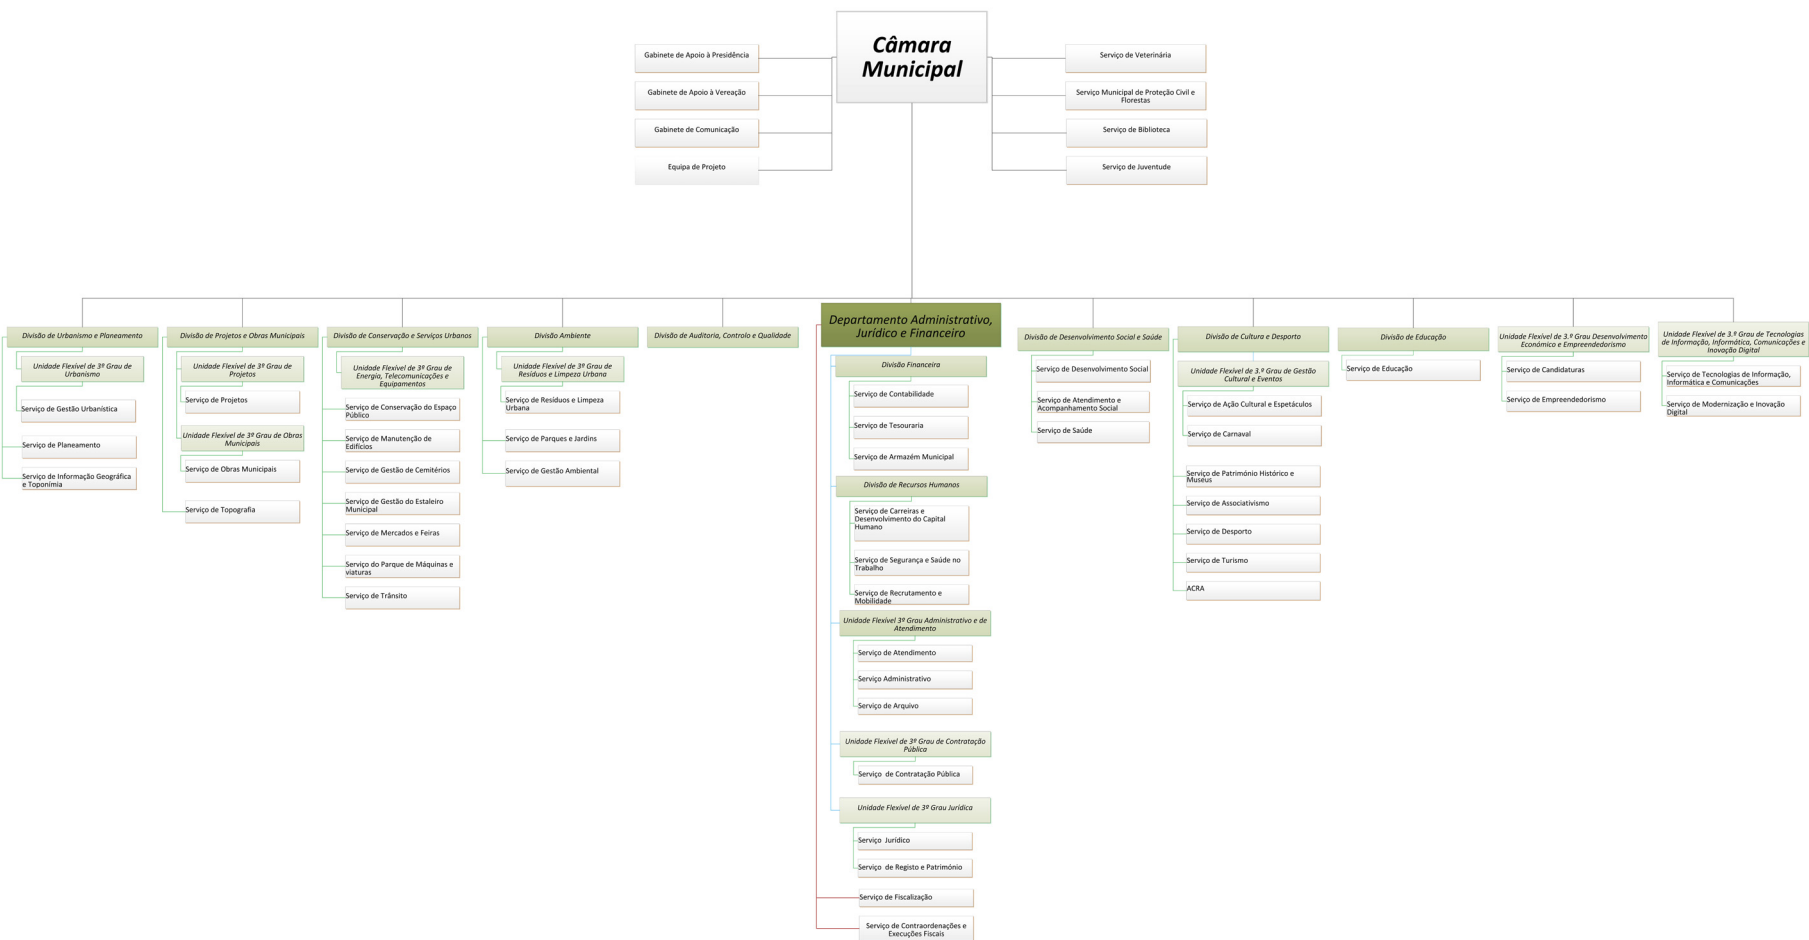 Câmara
Municipal
Gabinete de Apoio à Presidência
Gabinete de Apoio à Vereação
Gabinete de Comunicação
Equipa de Projeto
Serviço de Veterinária
Serviço Municipal de Proteção Civil e
Florestas
Serviço de Biblioteca
Serviço de Juventude
Divisão de Urbanismo e Planeamento
Unidade Flexível de 3º Grau de
Urbanismo
Serviço de Gestão Urbanística
Serviço de Planeamento
Serviço de Informação Geográfica
e Toponímia
Divisão de Projetos e Obras Municipais
Unidade Flexível de 3º Grau de
Projetos
Serviço de Projetos
Unidade Flexível de 3º Grau de Obras
Municipais
Serviço de Obras Municipais
Serviço de Topografia
Divisão de Conservação e Serviços Urbanos
Unidade Flexível de 3º Grau de
Energia, Telecomunicações e
Equipamentos
Serviço de Conservação do Espaço
Público
Serviço de Manutenção de
Edifícios
Serviço de Gestão de Cemitérios
Serviço de Gestão do Estaleiro
Municipal
Serviço de Mercados e Feiras
Serviço do Parque de Máquinas e
viaturas
Serviço de Trânsito
Divisão Ambiente
Unidade Flexível de 3º Grau de
Resíduos e Limpeza Urbana
Serviço de Resíduos e Limpeza
Urbana
Serviço de Parques e Jardins
Serviço de Gestão Ambiental
Divisão de Auditoria, Controlo e Qualidade
Departamento Administrativo,
Jurídico e Financeiro
Divisão Financeira
Serviço de Contabilidade
Serviço de Tesouraria
Serviço de Armazém Municipal
Divisão de Recursos Humanos
Serviço de Carreiras e
Desenvolvimento do Capital
Humano
Serviço de Segurança e Saúde no
Trabalho
Serviço de Recrutamento e
Mobilidade
Unidade Flexível 3º Grau Administrativo e de
Atendimento
Serviço de Atendimento
Serviço Administrativo
Serviço de Arquivo
Unidade Flexível de 3º Grau de Contratação
Pública
Serviço de Contratação Pública
Unidade Flexível de 3º Grau Jurídica
Serviço Jurídico
Serviço de Registo e Património
Serviço de Fiscalização
Serviço de Contraordenações e
Execuções Fiscais
Divisão de Desenvolvimento Social e Saúde
Serviço de Desenvolvimento Social
Serviço de Atendimento e
Acompanhamento Social
Serviço de Saúde
Divisão de Cultura e Desporto
Unidade Flexível de 3.º Grau de Gestão
Cultural e Eventos
Serviço de Ação Cultural e Espetáculos
Serviço de Carnaval
Serviço de Património Histórico e
Museus
Serviço de Associativismo
Serviço de Desporto
Serviço de Turismo
ACRA
Divisão de Educação
Serviço de Educação
Unidade Flexível de 3.º Grau Desenvolvimento
Económico e Empreendedorismo
Serviço de Candidaturas
Serviço de Empreendedorismo
Unidade Flexível de 3.º Grau de Tecnologias
de Informação, Informática, Comunicações e
Inovação Digital
Serviço de Tecnologias de Informação,
Informática e Comunicações
Serviço de Modernização e Inovação
Digital